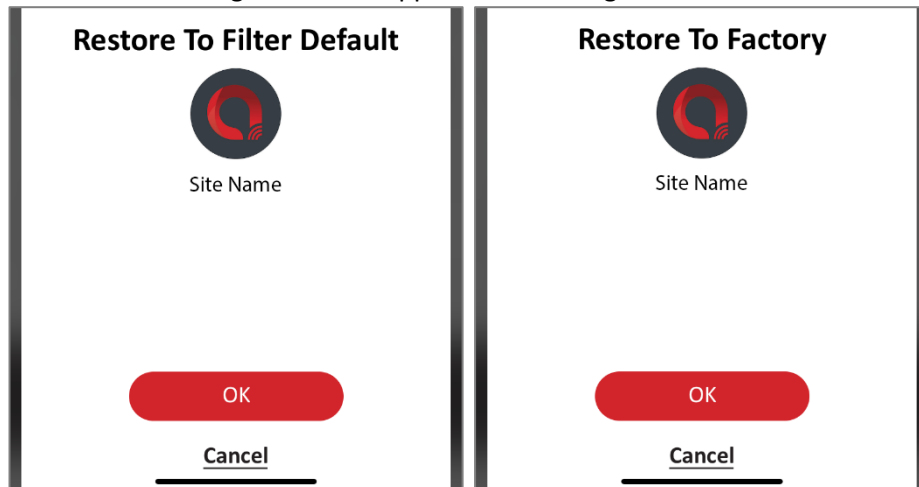 Restore To Filter Default
Site Name
OK
Cancel
Restore To Factory
Site Name
OK
Cancel